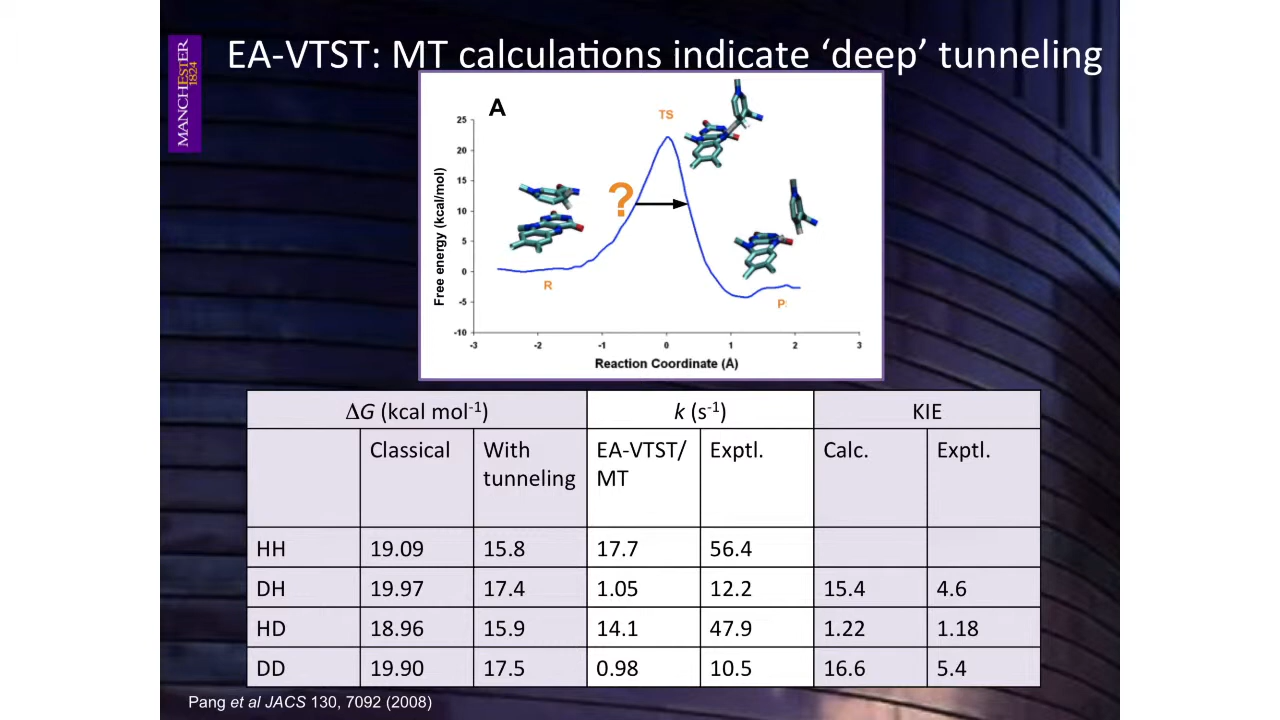 EA-VTST: MT calculations indicate ‘deep’ tunneling
MANCHESTER
1824
A
TS
25
20
15
10
5
0
-5
-10
Free energy (kcal/mol)
?
R
P:
-3 -2 -1 0 1 2 3
Reaction Coordinate (Å)
ΔG (kcal mol-1) k (s-1) KIE
Classical With tunneling EA-VTST/MT Exptl. Calc. Exptl.
HH 19.09 15.8 17.7 56.4
DH 19.97 17.4 1.05 12.2 15.4 4.6
HD 18.96 15.9 14.1 47.9 1.22 1.18
DD 19.90 17.5 0.98 10.5 16.6 5.4
Pang et al JACS 130, 7092 (2008)